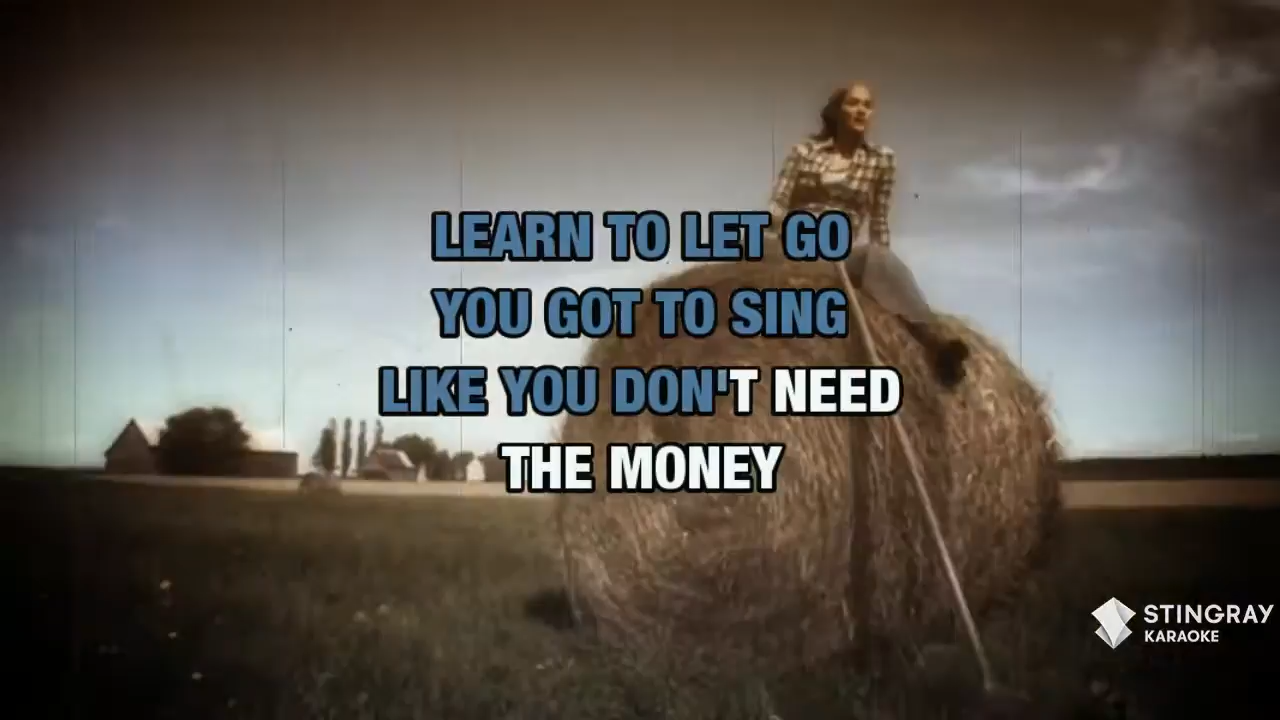 LEARN TO LET GO
YOU GOT TO SING
LIKE YOU DON'T NEED
THE MONEY
STINGRAY
KARAOKE